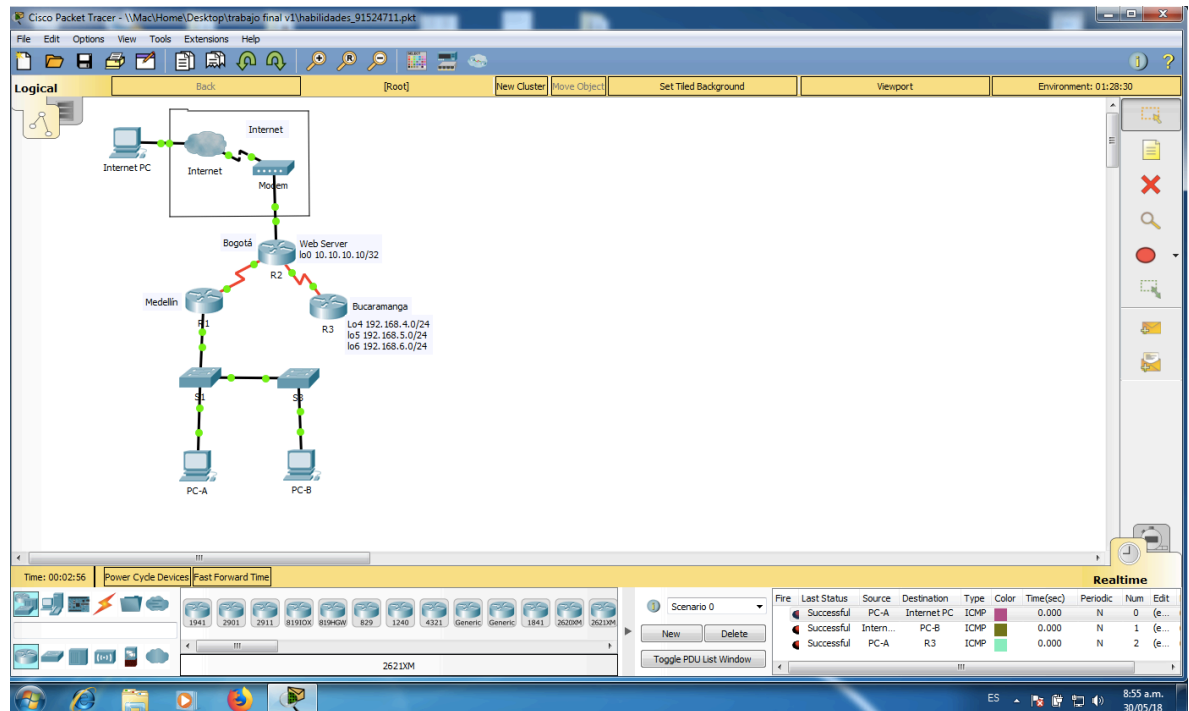 Cisco Packet Tracer - \\Mac\Home\Desktop\trabajo final v1\habilidades_91524711.pkt
File Edit Options View Tools Extensions Help
Logical Back [Root] New Cluster Move Object Set Tiled Background Viewport Environment: 01:28:30
Internet
Internet PC
Internet
Modem
Bogotá
Web Server
lo0 10.10.10.10/32
R2
Medellín
R1
Bucaramanga
R3
Lo4 192.168.4.0/24
lo5 192.168.5.0/24
lo6 192.168.6.0/24
S1
S3
PC-A
PC-B
Time: 00:02:56 Power Cycle Devices Fast Forward Time Realtime
1941 2901 2911 819IOX 819HGW 829 1240 4321 Generic Generic 1841 2620XM 2621XM
2621XM
Scenario 0
New Delete
Toggle PDU List Window
Fire Last Status Source Destination Type Color Time(sec) Periodic Num Edit
Successful PC-A Internet PC ICMP 0.000 N 0 (e...
Successful Intern... PC-B ICMP 0.000 N 1 (e...
Successful PC-A R3 ICMP 0.000 N 2 (e...
ES
8:55 a.m.
30/05/18